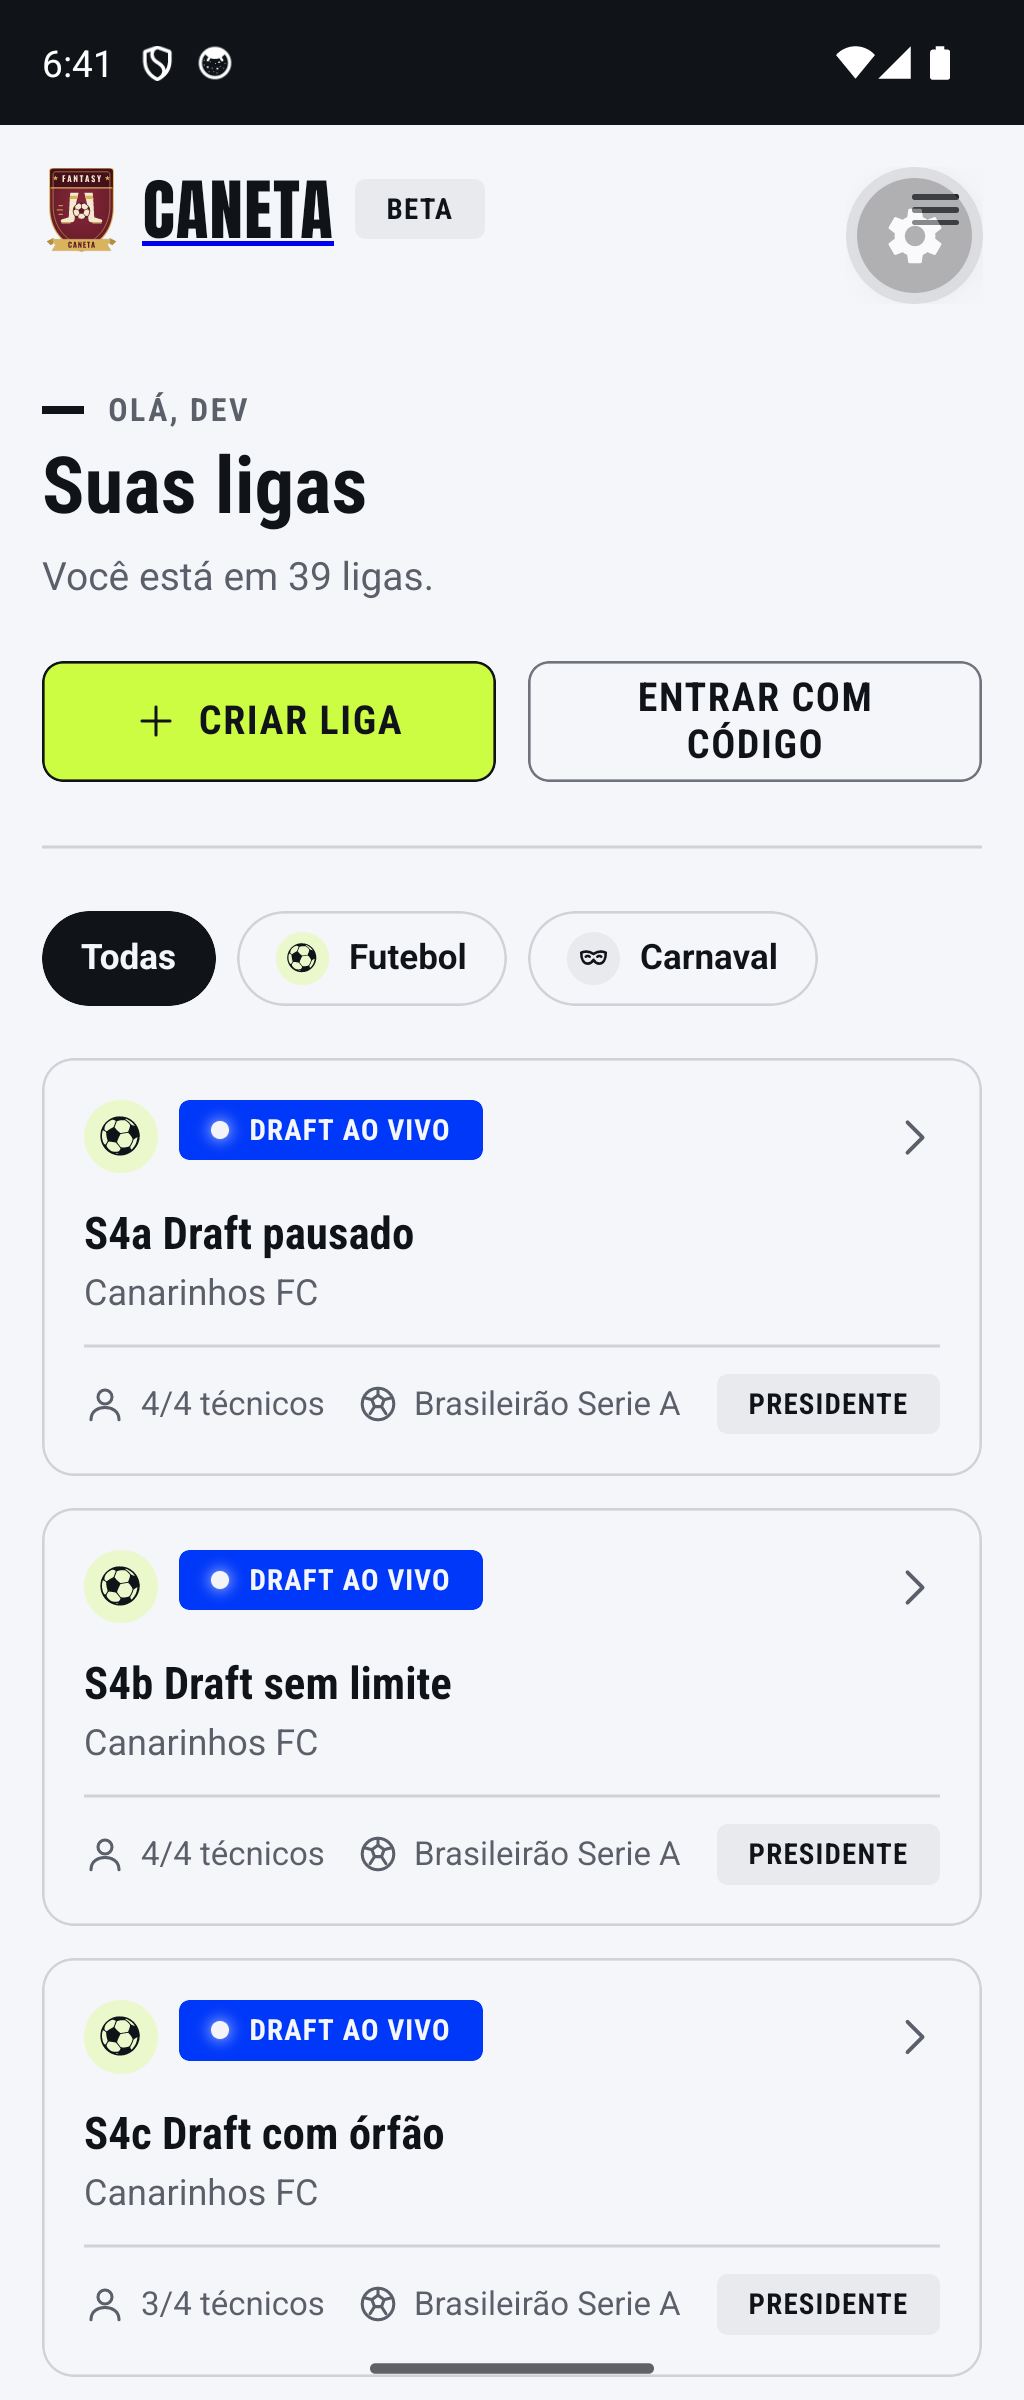 6:41
FANTASY
CANETA
CANETA
BETA
OLÁ, DEV
Suas ligas
Você está em 39 ligas.
CRIAR LIGA
ENTRAR COM
CÓDIGO
Todas
Futebol
Carnaval
DRAFT AO VIVO
S4a Draft pausado
Canarinhos FC
4/4 técnicos
Brasileirão Serie A
PRESIDENTE
DRAFT AO VIVO
S4b Draft sem limite
Canarinhos FC
4/4 técnicos
Brasileirão Serie A
PRESIDENTE
DRAFT AO VIVO
S4c Draft com órfão
Canarinhos FC
3/4 técnicos
Brasileirão Serie A
PRESIDENTE